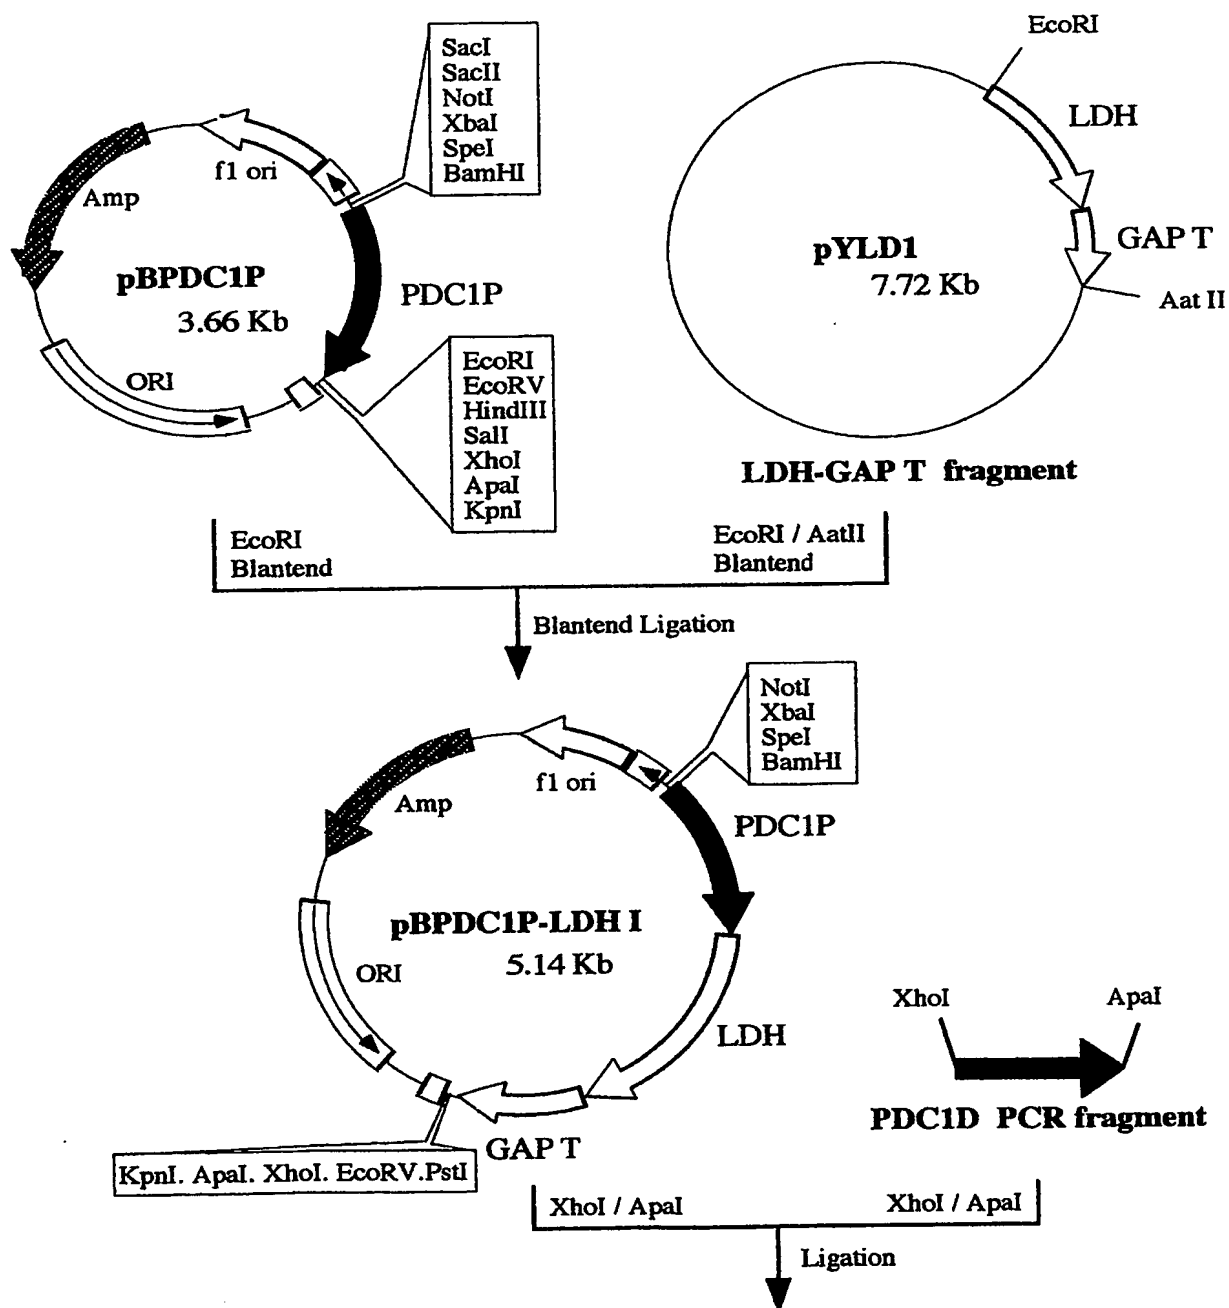 SacI
SacII
NotI
XbaI
SpeI
BamHI
f1 ori
Amp
pBPDC1P
3.66 Kb
PDC1P
ORI
EcoRI
EcoRV
HindIII
SalI
XhoI
ApaI
KpnI
EcoRI
LDH
GAP T
pYLD1
7.72 Kb
Aat II
LDH-GAP T fragment
EcoRI
Blantend
EcoRI / AatII
Blantend
Blantend Ligation
NotI
XbaI
SpeI
BamHI
f1 ori
Amp
PDC1P
pBPDC1P-LDH I
5.14 Kb
ORI
LDH
GAP T
KpnI. ApaI. XhoI. EcoRV.PstI
XhoI
ApaI
PDC1D PCR fragment
XhoI / ApaI
XhoI / ApaI
Ligation